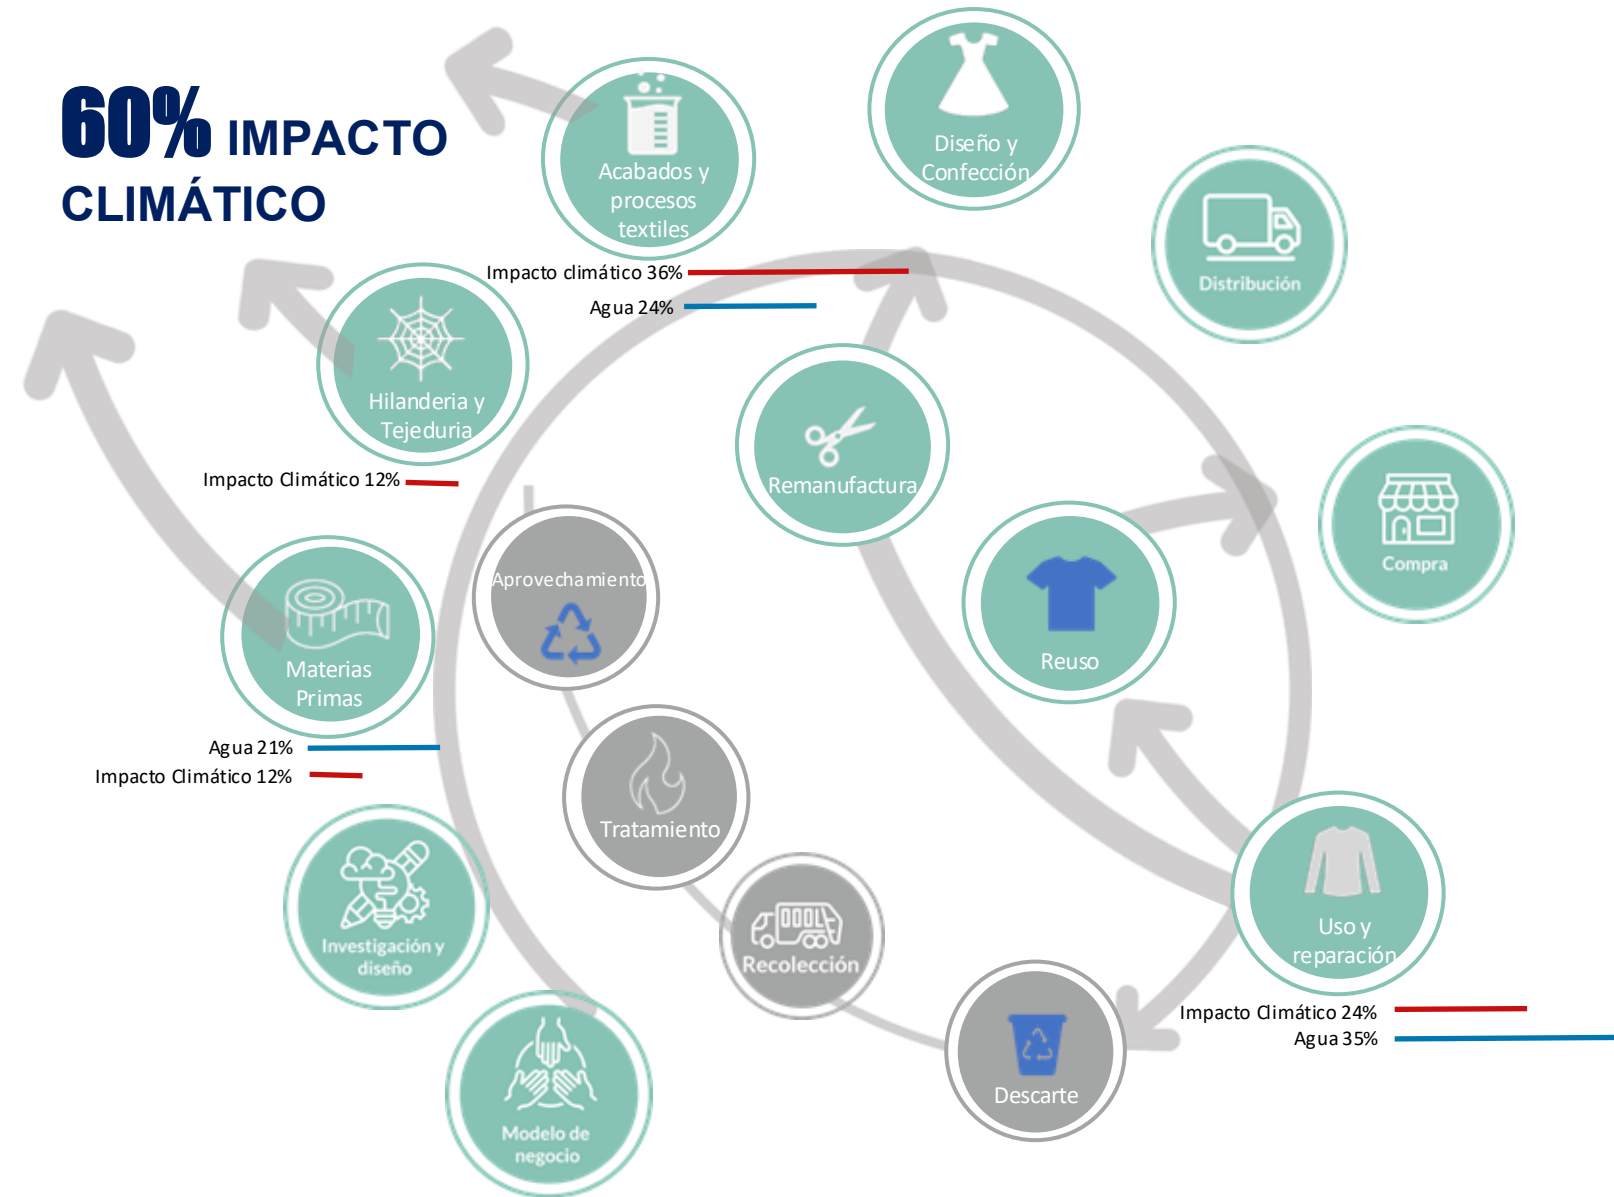 60% IMPACTO
CLIMÁTICO
Acabados y
procesos
textiles
Impacto climático 36%
Agua 24%
Diseño y
Confección
Distribución
Hilanderia y
Tejeduria
Impacto Climático 12%
Remanufactura
Compra
Aprovechamiento
Reuso
Materias
Primas
Agua 21%
Impacto Climático 12%
Tratamiento
Investigación y
diseño
Recolección
Uso y
reparación
Impacto Climático 24%
Agua 35%
Descarte
Modelo de
negocio